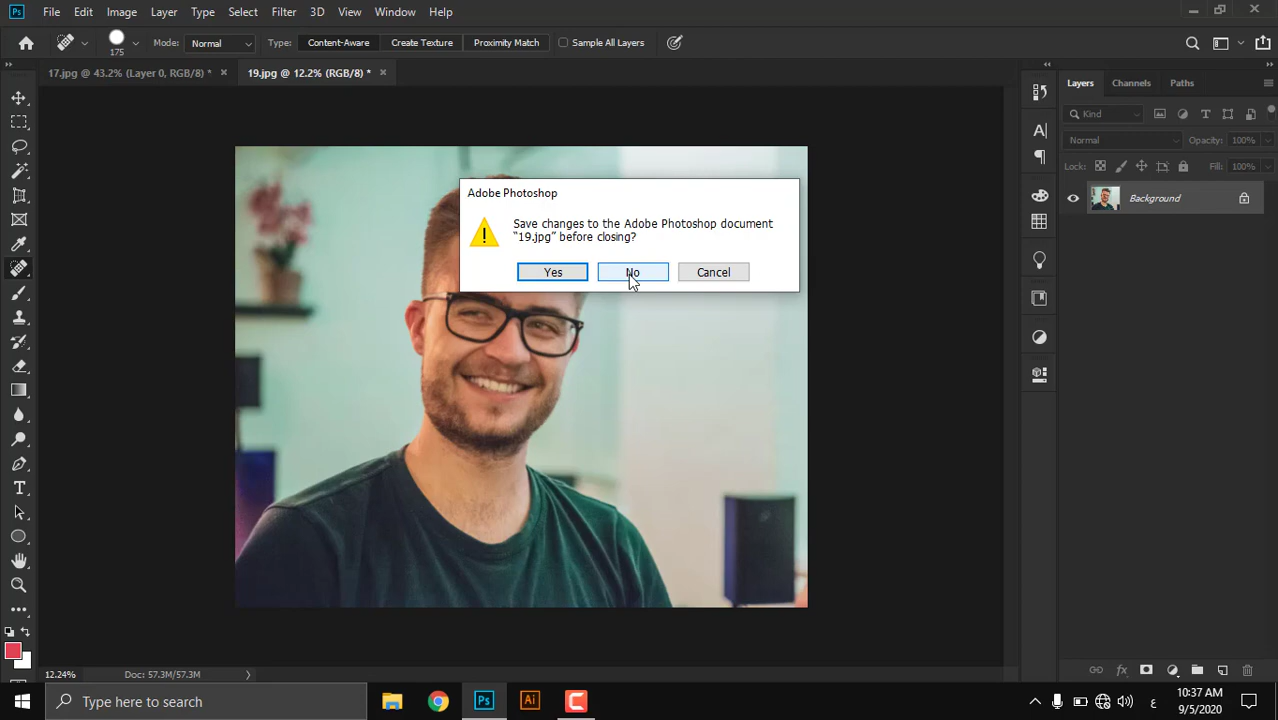 Ps File Edit Image Layer Type Select Filter 3D View Window Help
175 Mode: Normal Type: Content-Aware Create Texture Proximity Match Sample All Layers
17.jpg @ 43.2% (Layer 0, RGB/8) * × 19.jpg @ 12.2% (RGB/8) * ×
Layers Channels Paths
Kind
Normal Opacity: 100%
Lock: Fill: 100%
Background
Adobe Photoshop
Save changes to the Adobe Photoshop document
“19.jpg” before closing?
Yes No Cancel
12.24% Doc: 57.3M/57.3M
Type here to search
Ps Ai
ع
10:37 AM
9/5/2020